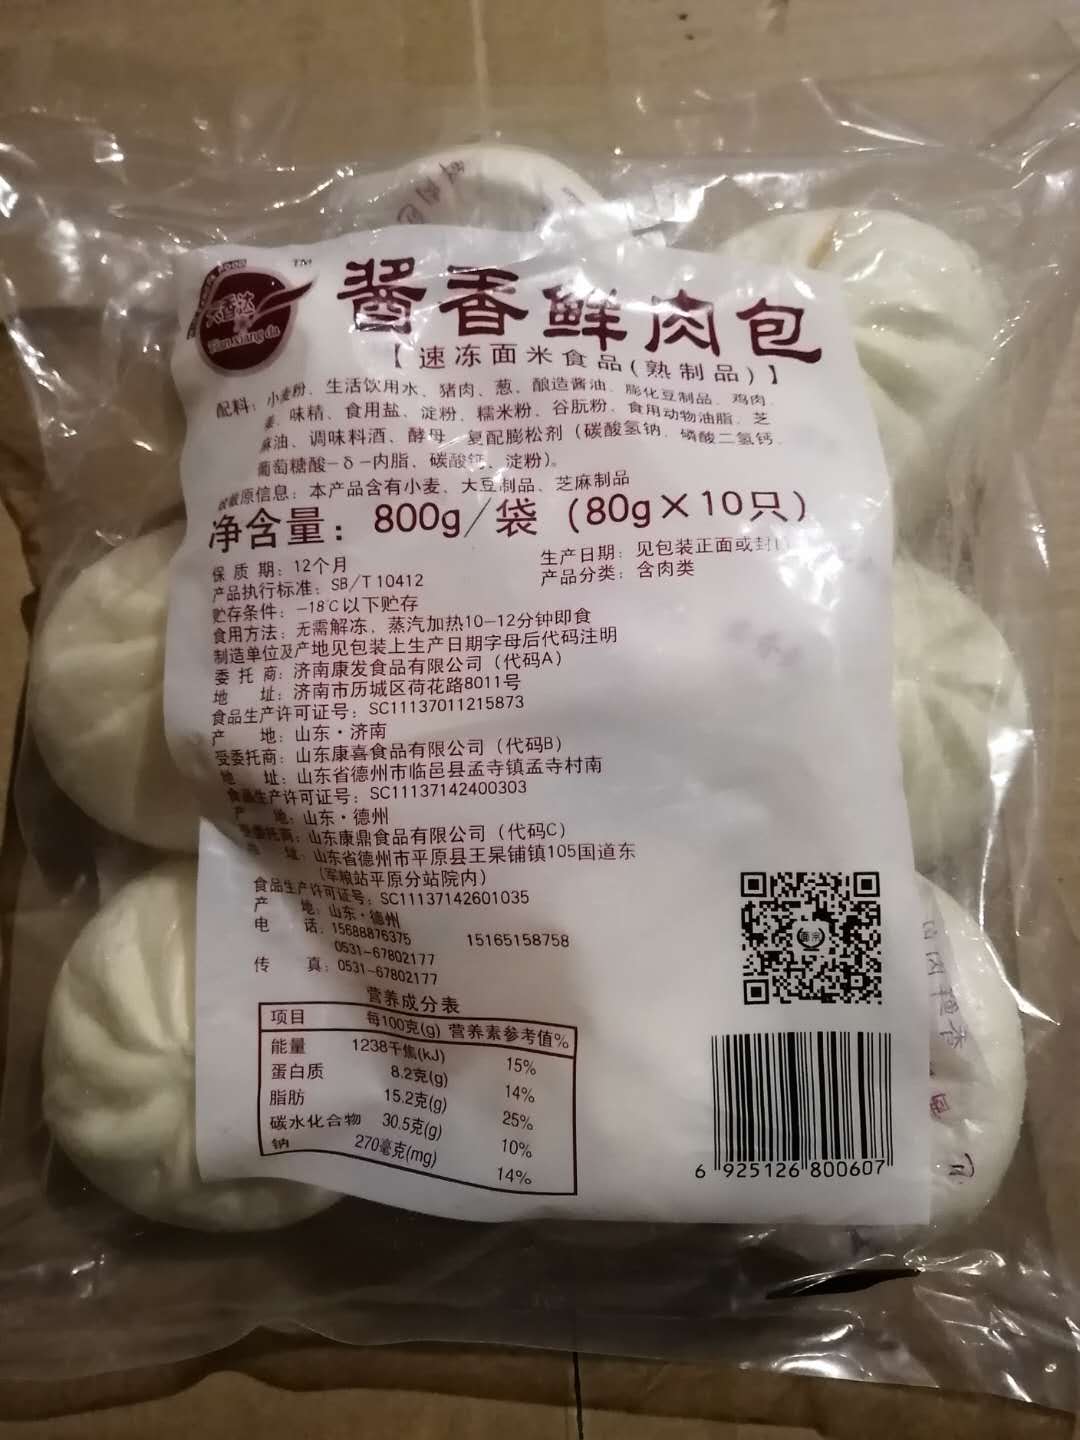 TM
香达
Tian xiang da
酱香鲜肉包
【速冻面米食品(熟制品)】
配料：小麦粉、生活饮用水、猪肉、葱、酿造酱油、膨化豆制品、鸡肉、
姜、味精、食用盐、淀粉、糯米粉、谷朊粉、食用动物油脂、芝
麻油、调味料酒、酵母、复配膨松剂（碳酸氢钠、磷酸二氢钙、
葡萄糖酸-δ-内脂、碳酸钙、淀粉）。
致敏原信息：本产品含有小麦、大豆制品、芝麻制品
净含量：800g/袋（80g×10只）
保质期：12个月
生产日期：见包装正面或封口
产品执行标准：SB/T10412
产品分类：含肉类
贮存条件：-18℃以下贮存
食用方法：无需解冻，蒸汽加热10-12分钟即食
制造单位及产地见包装上生产日期字母后代码注明
委托商：济南康发食品有限公司（代码A）
地址：济南市历城区荷花路8011号
食品生产许可证号：SC11137011215873
产地：山东·济南
受委托商：山东康喜食品有限公司（代码B）
地址：山东省德州市临邑县孟寺镇孟寺村南
食品生产许可证号：SC11137142400303
产地：山东·德州
受委托商：山东康鼎食品有限公司（代码C）
地址：山东省德州市平原县王杲铺镇105国道东
（军粮站平原分站院内）
食品生产许可证号：SC11137142601035
产地：山东·德州
电话：15688876375 15165158758
0531-67802177
传真：0531-67802177
营养成分表
项目 每100克(g) 营养素参考值%
能量 1238千焦(kJ) 15%
蛋白质 8.2克(g) 14%
脂肪 15.2克(g) 25%
碳水化合物 30.5克(g) 10%
钠 270毫克(mg) 14%
6 925126 800607